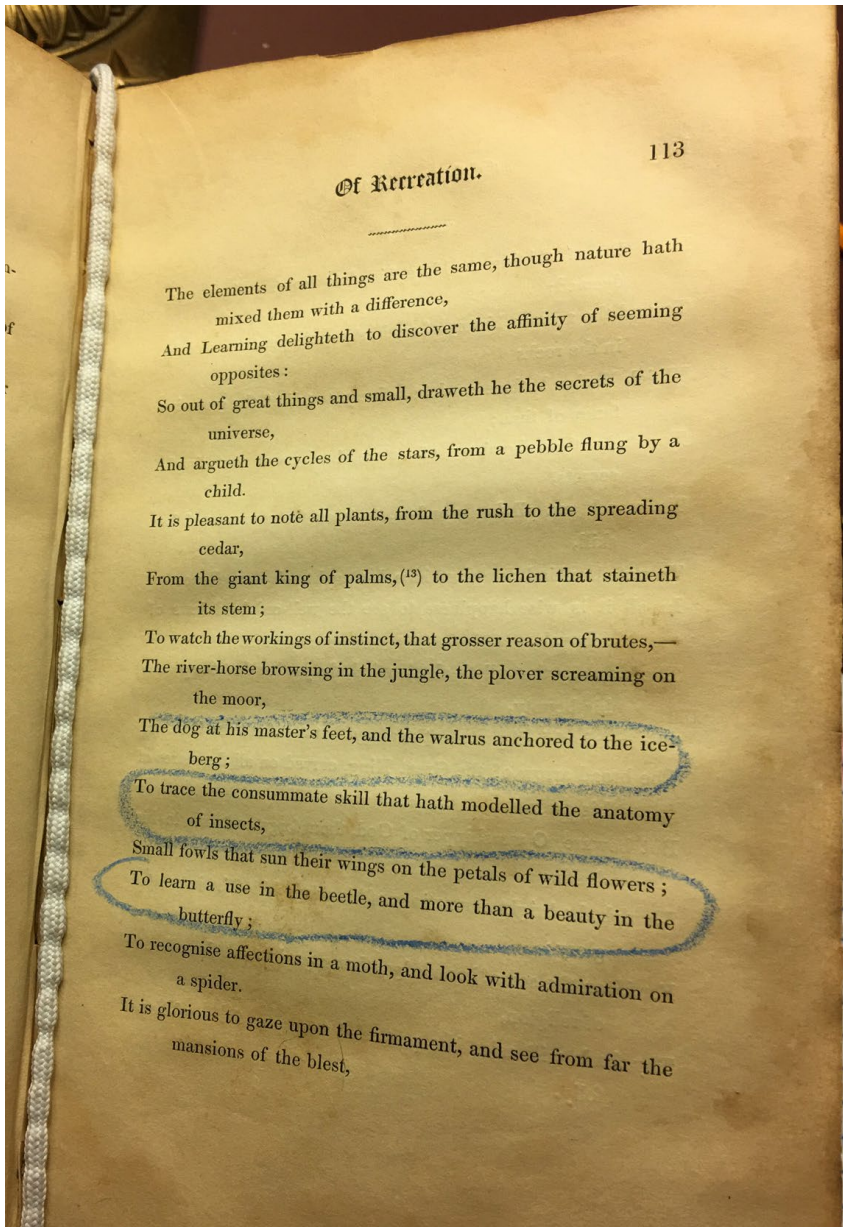 113
Of Recreation.
The elements of all things are the same, though nature hath
mixed them with a difference,
And Learning delighteth to discover the affinity of seeming
opposites :
So out of great things and small, draweth he the secrets of the
universe,
And argueth the cycles of the stars, from a pebble flung by a
child.
It is pleasant to note all plants, from the rush to the spreading
cedar,
From the giant king of palms,(¹³) to the lichen that staineth
its stem ;
To watch the workings of instinct, that grosser reason of brutes,—
The river-horse browsing in the jungle, the plover screaming on
the moor,
The dog at his master's feet, and the walrus anchored to the ice-
berg ;
To trace the consummate skill that hath modelled the anatomy
of insects,
Small fowls that sun their wings on the petals of wild flowers ;
To learn a use in the beetle, and more than a beauty in the
butterfly ;
To recognise affections in a moth, and look with admiration on
a spider.
It is glorious to gaze upon the firmament, and see from far the
mansions of the blest,